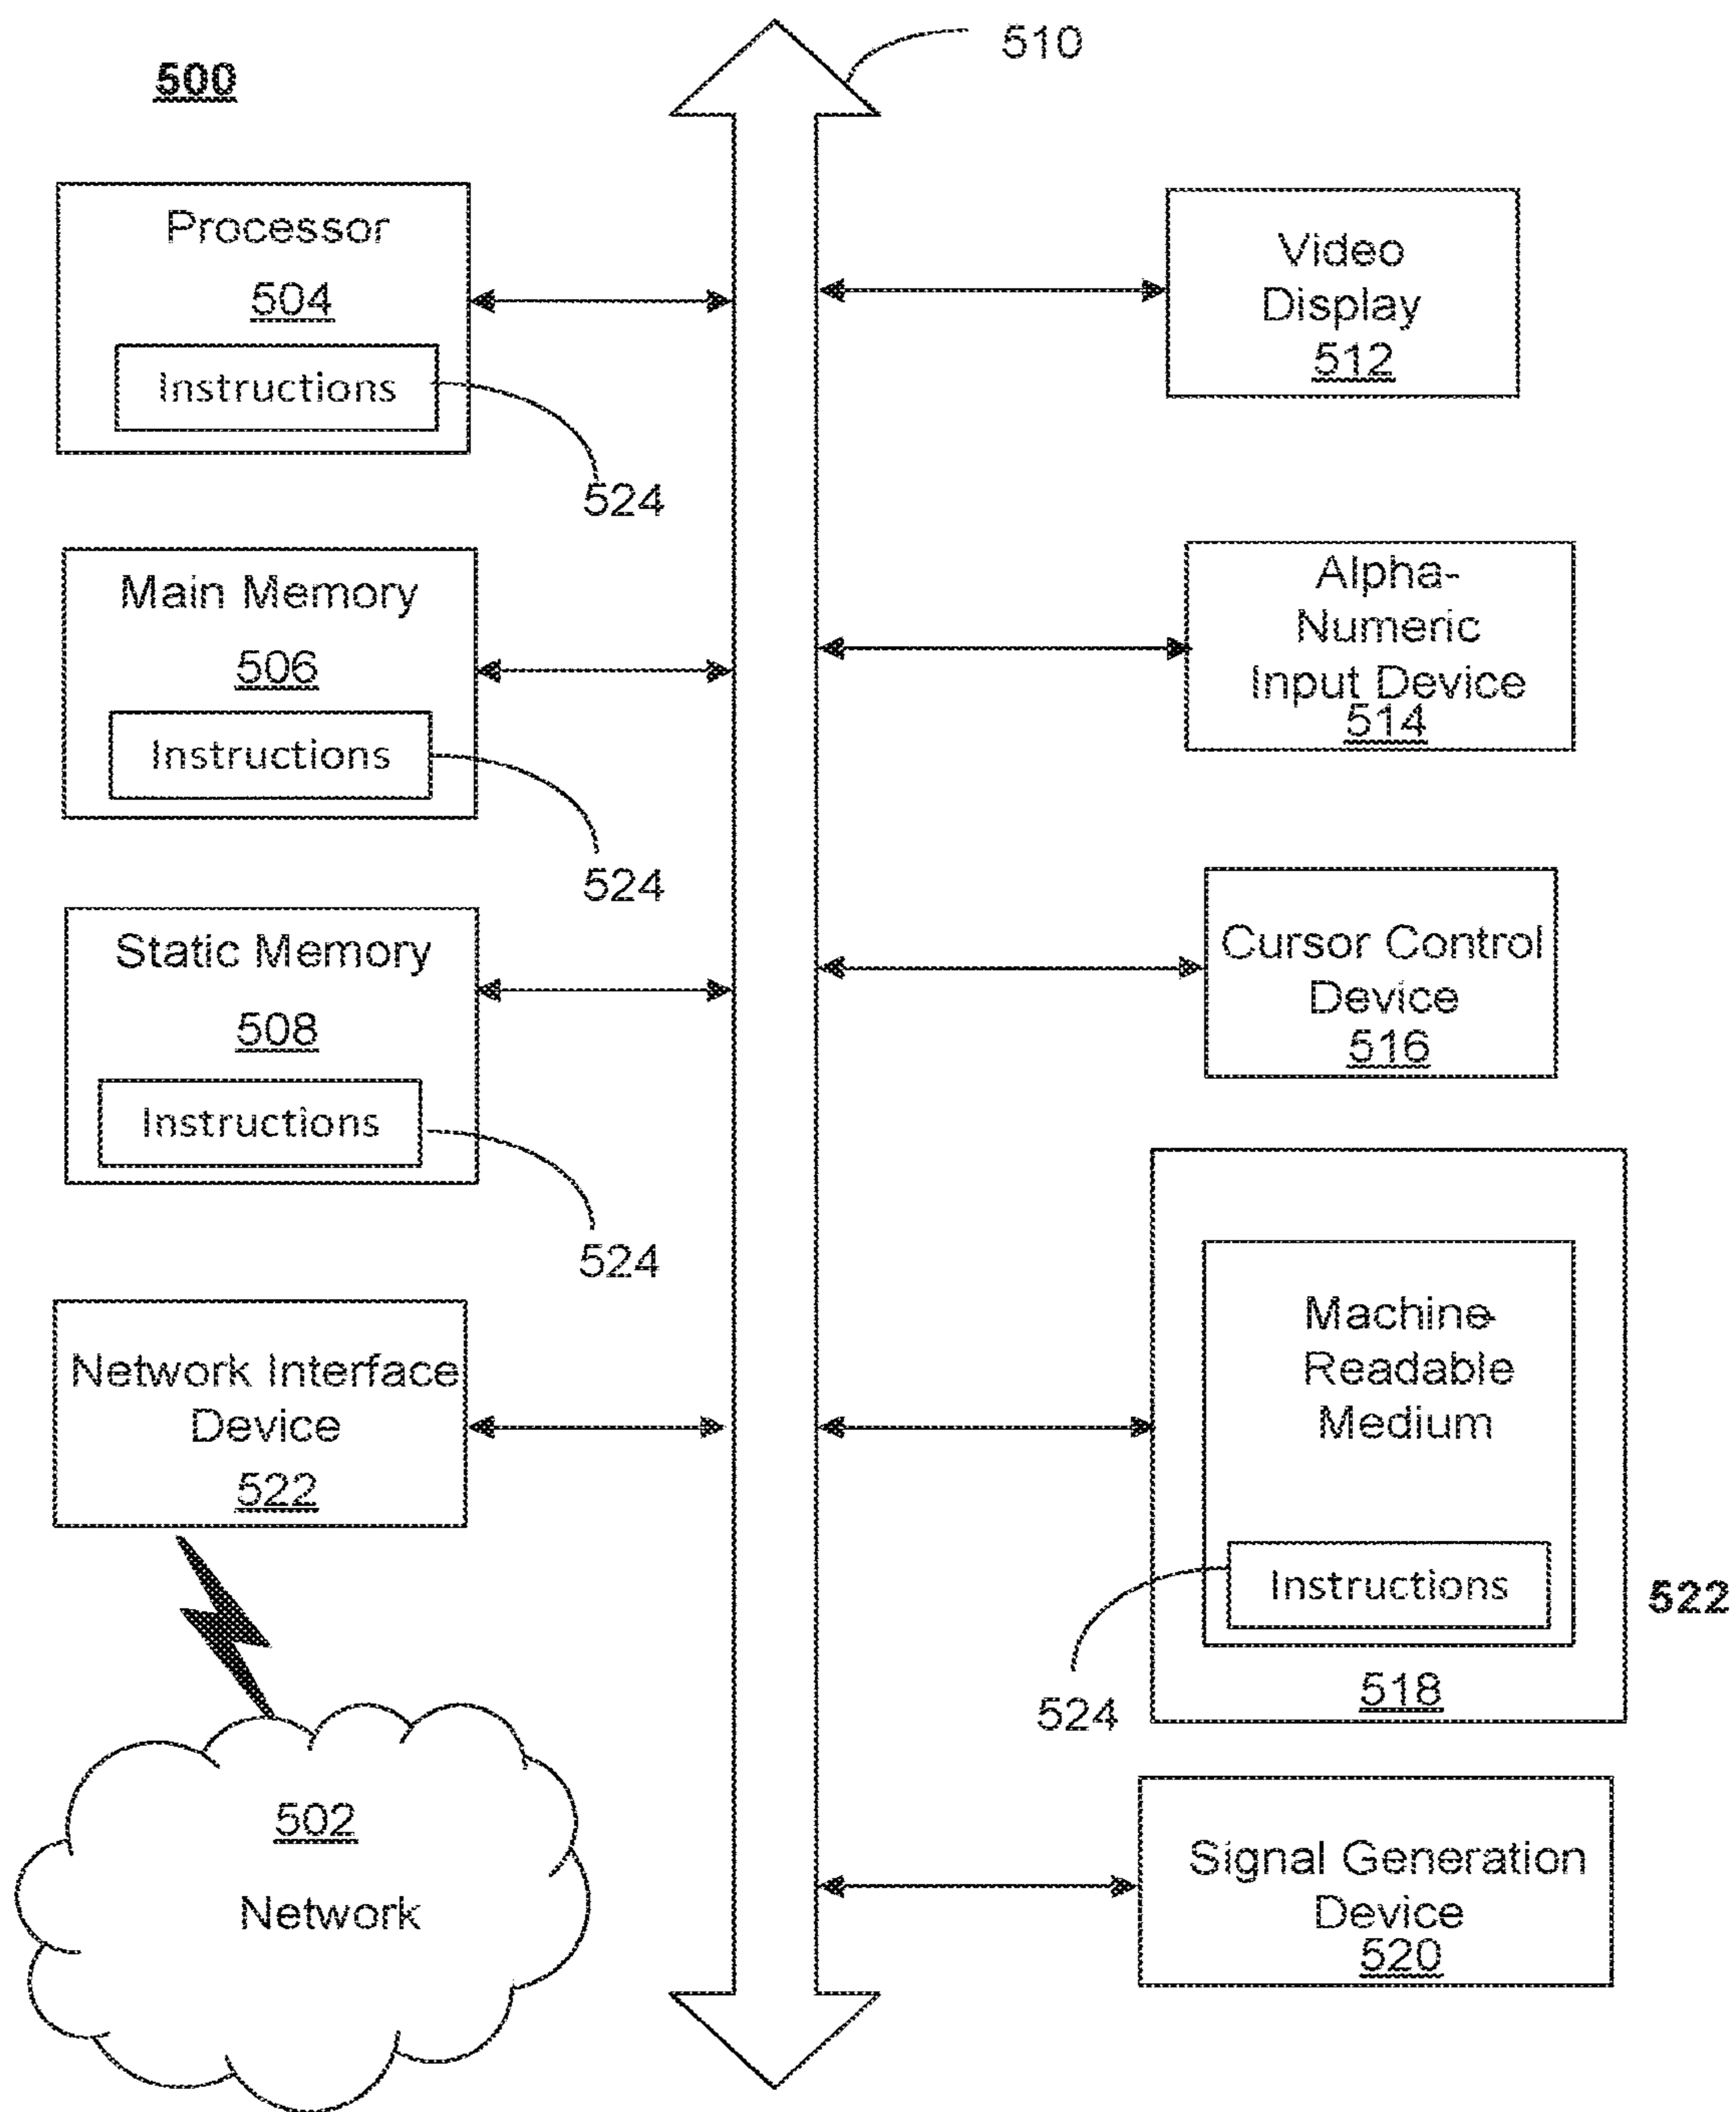 500
510
Processor
504
Instructions
524
Main Memory
506
Instructions
524
Static Memory
508
Instructions
524
Network Interface
Device
522
502
Network
Video
Display
512
Alpha-
Numeric
Input Device
514
Cursor Control
Device
516
Machine-
Readable
Medium
Instructions
524
518
522
Signal Generation
Device
520